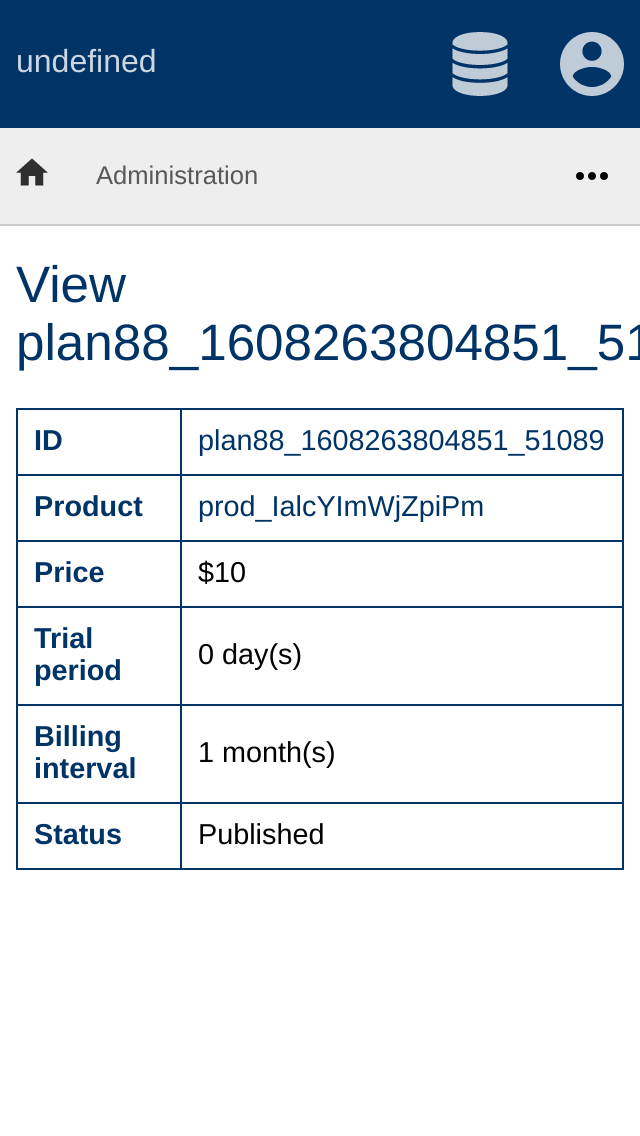 undefined
Administration
View
plan88_1608263804851_51
ID plan88_1608263804851_51089
Product prod_IalcYImWjZpiPm
Price $10
Trial
period 0 day(s)
Billing
interval 1 month(s)
Status Published